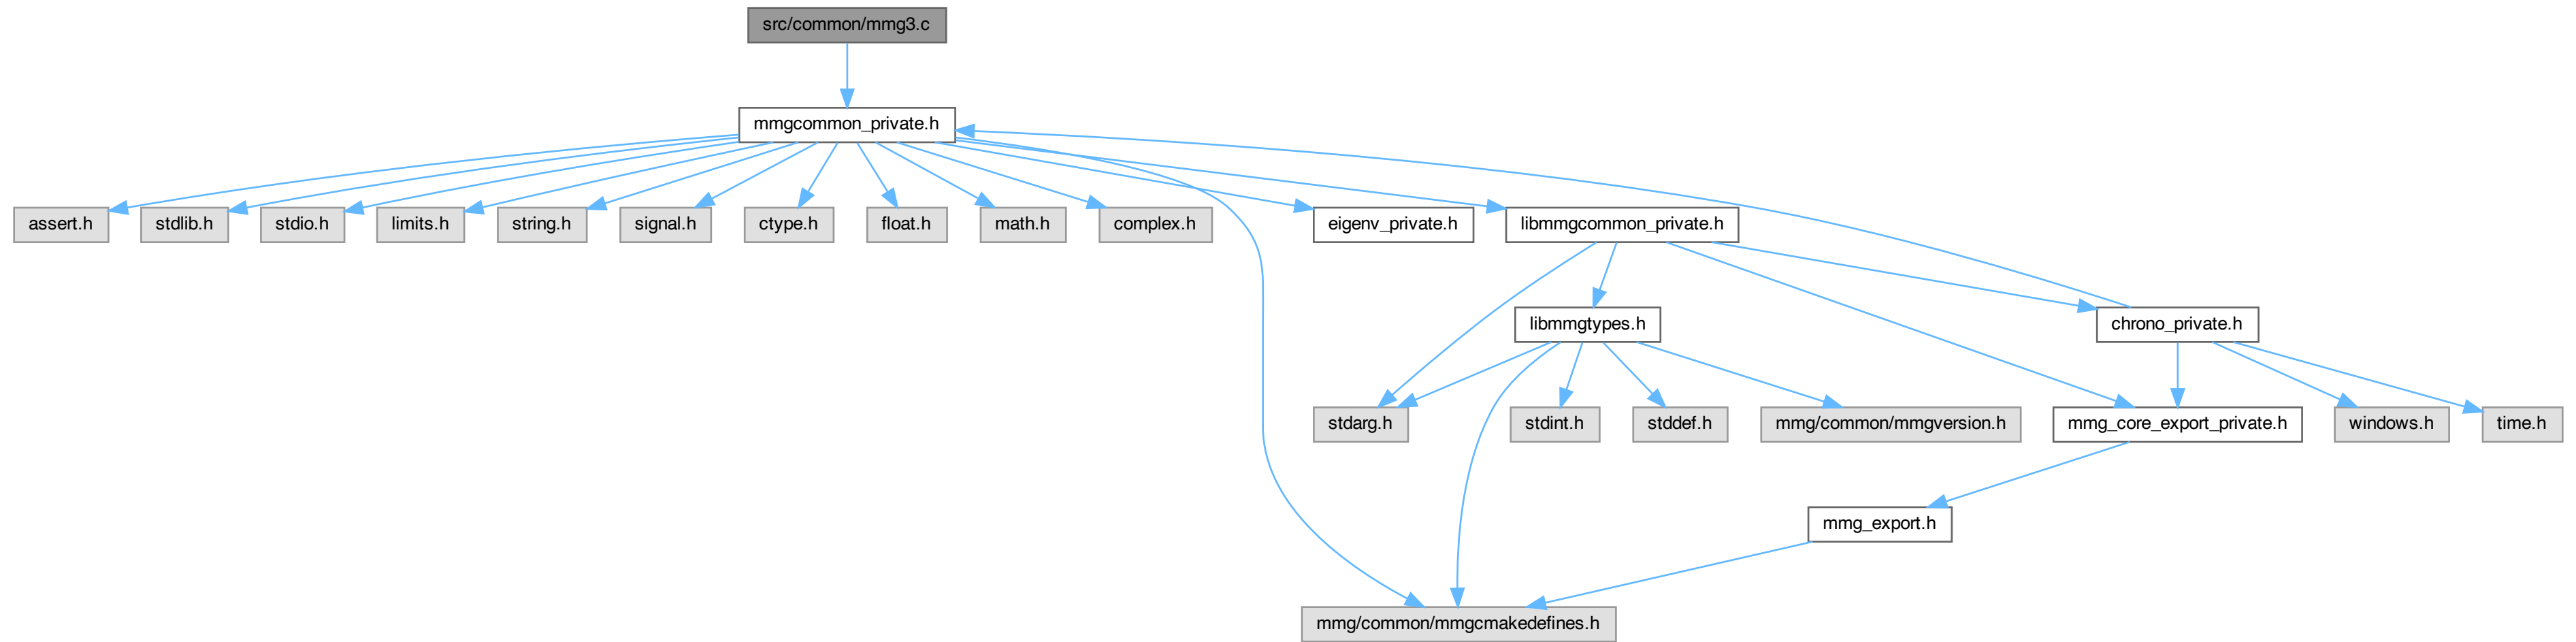 src/common/mmg3.c
mmgcommon_private.h
assert.h
stdlib.h
stdio.h
limits.h
string.h
signal.h
ctype.h
float.h
math.h
complex.h
eigenv_private.h
libmmgcommon_private.h
libmmgtypes.h
chrono_private.h
stdarg.h
stdint.h
stddef.h
mmg/common/mmgversion.h
mmg_core_export_private.h
windows.h
time.h
mmg_export.h
mmg/common/mmgcmakedefines.h